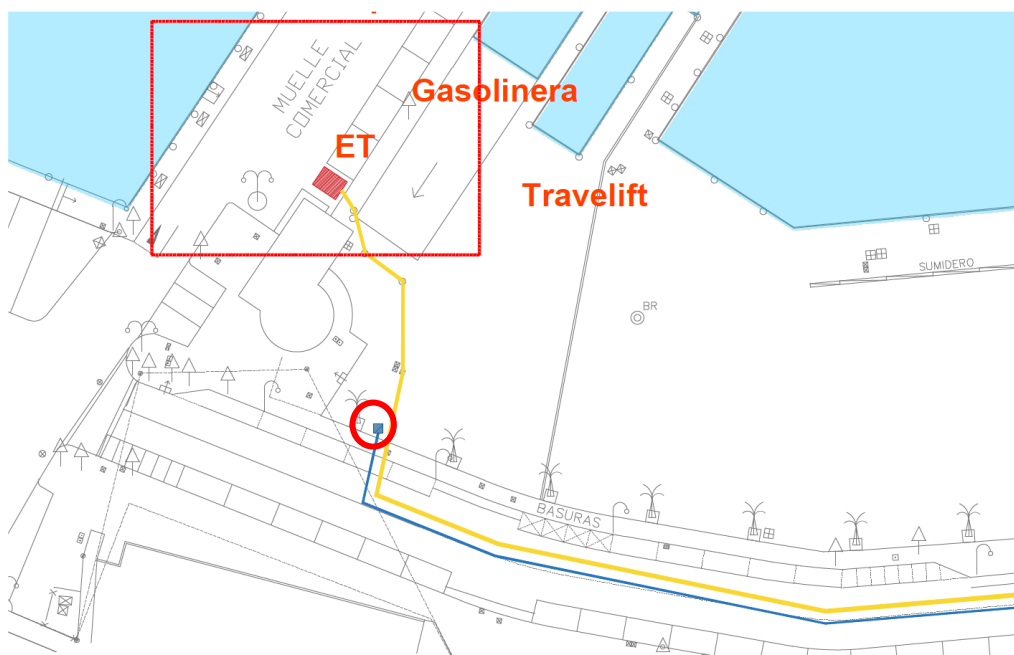 MUELLE
COMERCIAL
Gasolinera
ET
Travelift
SUMIDERO
BR
BASURAS